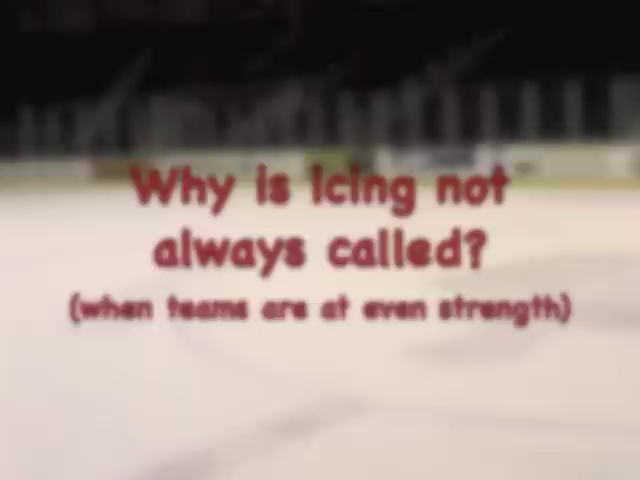 Why is icing not
always called?
(when teams are at even strength)